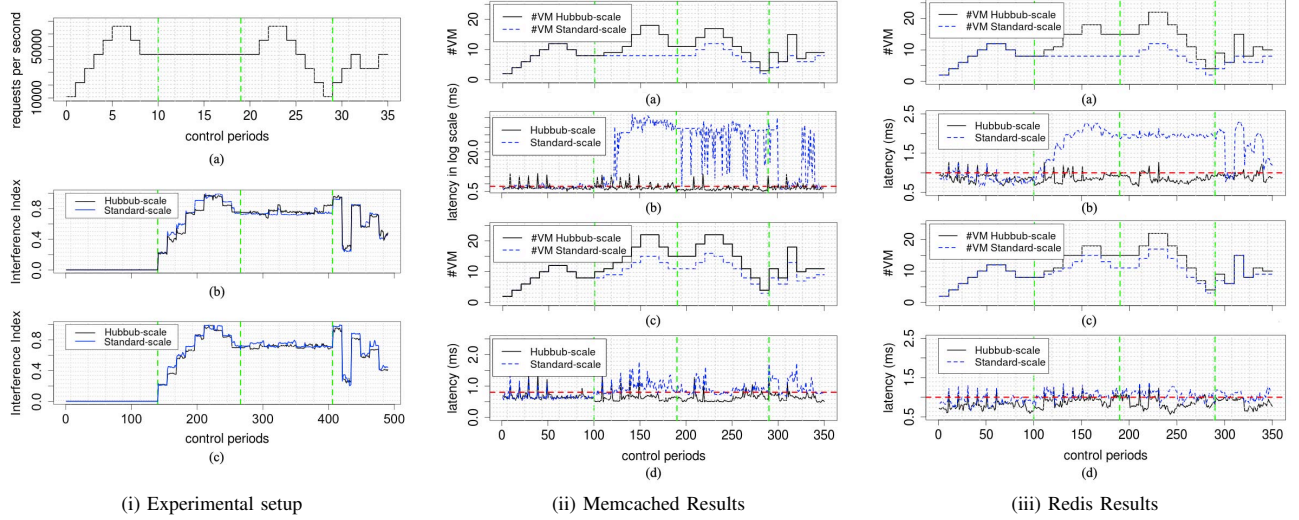 requests per second
10000
50000
0
5
10
15
20
25
30
35
control periods
(a)
Interference Index
0.0
0.4
0.8
Hubbub-scale
Standard-scale
(b)
Interference Index
0.0
0.4
0.8
Hubbub-scale
Standard-scale
0
100
200
300
400
500
control periods
(c)
(i) Experimental setup
#VM
0
10
20
#VM Hubbub-scale
#VM Standard-scale
(a)
latency in log scale (ms)
0.5
5.0
20.0
Hubbub-scale
Standard-scale
(b)
#VM
0
10
20
#VM Hubbub-scale
#VM Standard-scale
(c)
latency (ms)
0.0
1.0
2.0
Hubbub-scale
Standard-scale
0
50
100
150
200
250
300
350
control periods
(d)
(ii) Memcached Results
#VM
0
10
20
#VM Hubbub-scale
#VM Standard-scale
(a)
latency (ms)
0.5
1.5
2.5
Hubbub-scale
Standard-scale
(b)
#VM
0
10
20
#VM Hubbub-scale
#VM Standard-scale
(c)
latency (ms)
0.5
1.5
2.5
Hubbub-scale
Standard-scale
0
50
100
150
200
250
300
350
control periods
(d)
(iii) Redis Results